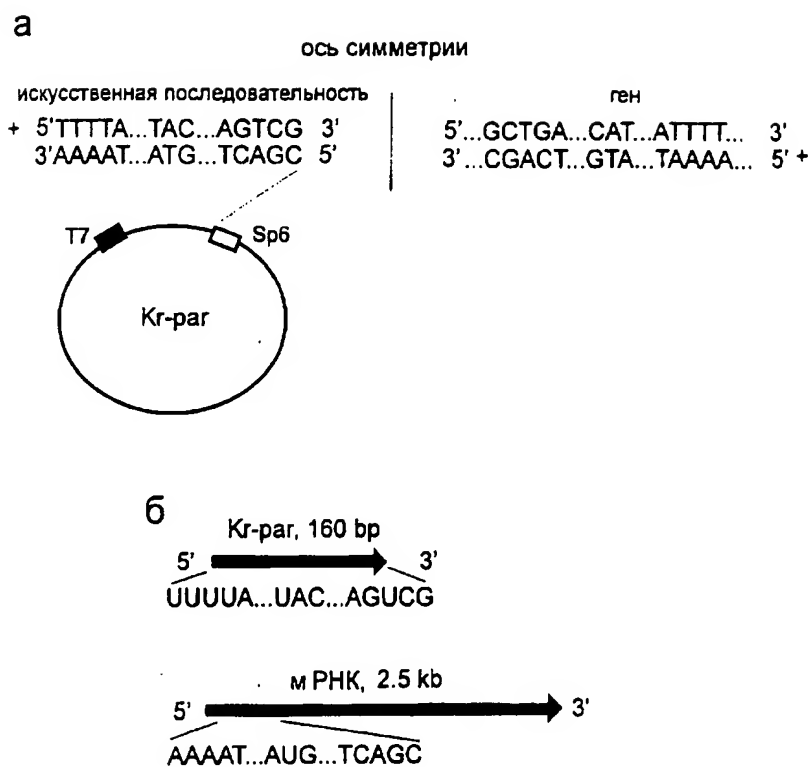 а
ось симметрии
искусственная последовательность
ген
+ 5'TTTTA...TAC...AGTCG 3'
3'AAAAT...ATG...TCAGC 5'
5'...GCTGA...CAT...ATTTT... 3'
3'...CGACT...GTA...TAAAA... 5' +
T7
Sp6
Kr-par
б
Kr-par, 160 bp
5' 3'
UUUUA...UAC...AGUCG
мРНК, 2.5 kb
5' 3'
AAAAT...AUG...TCAGC